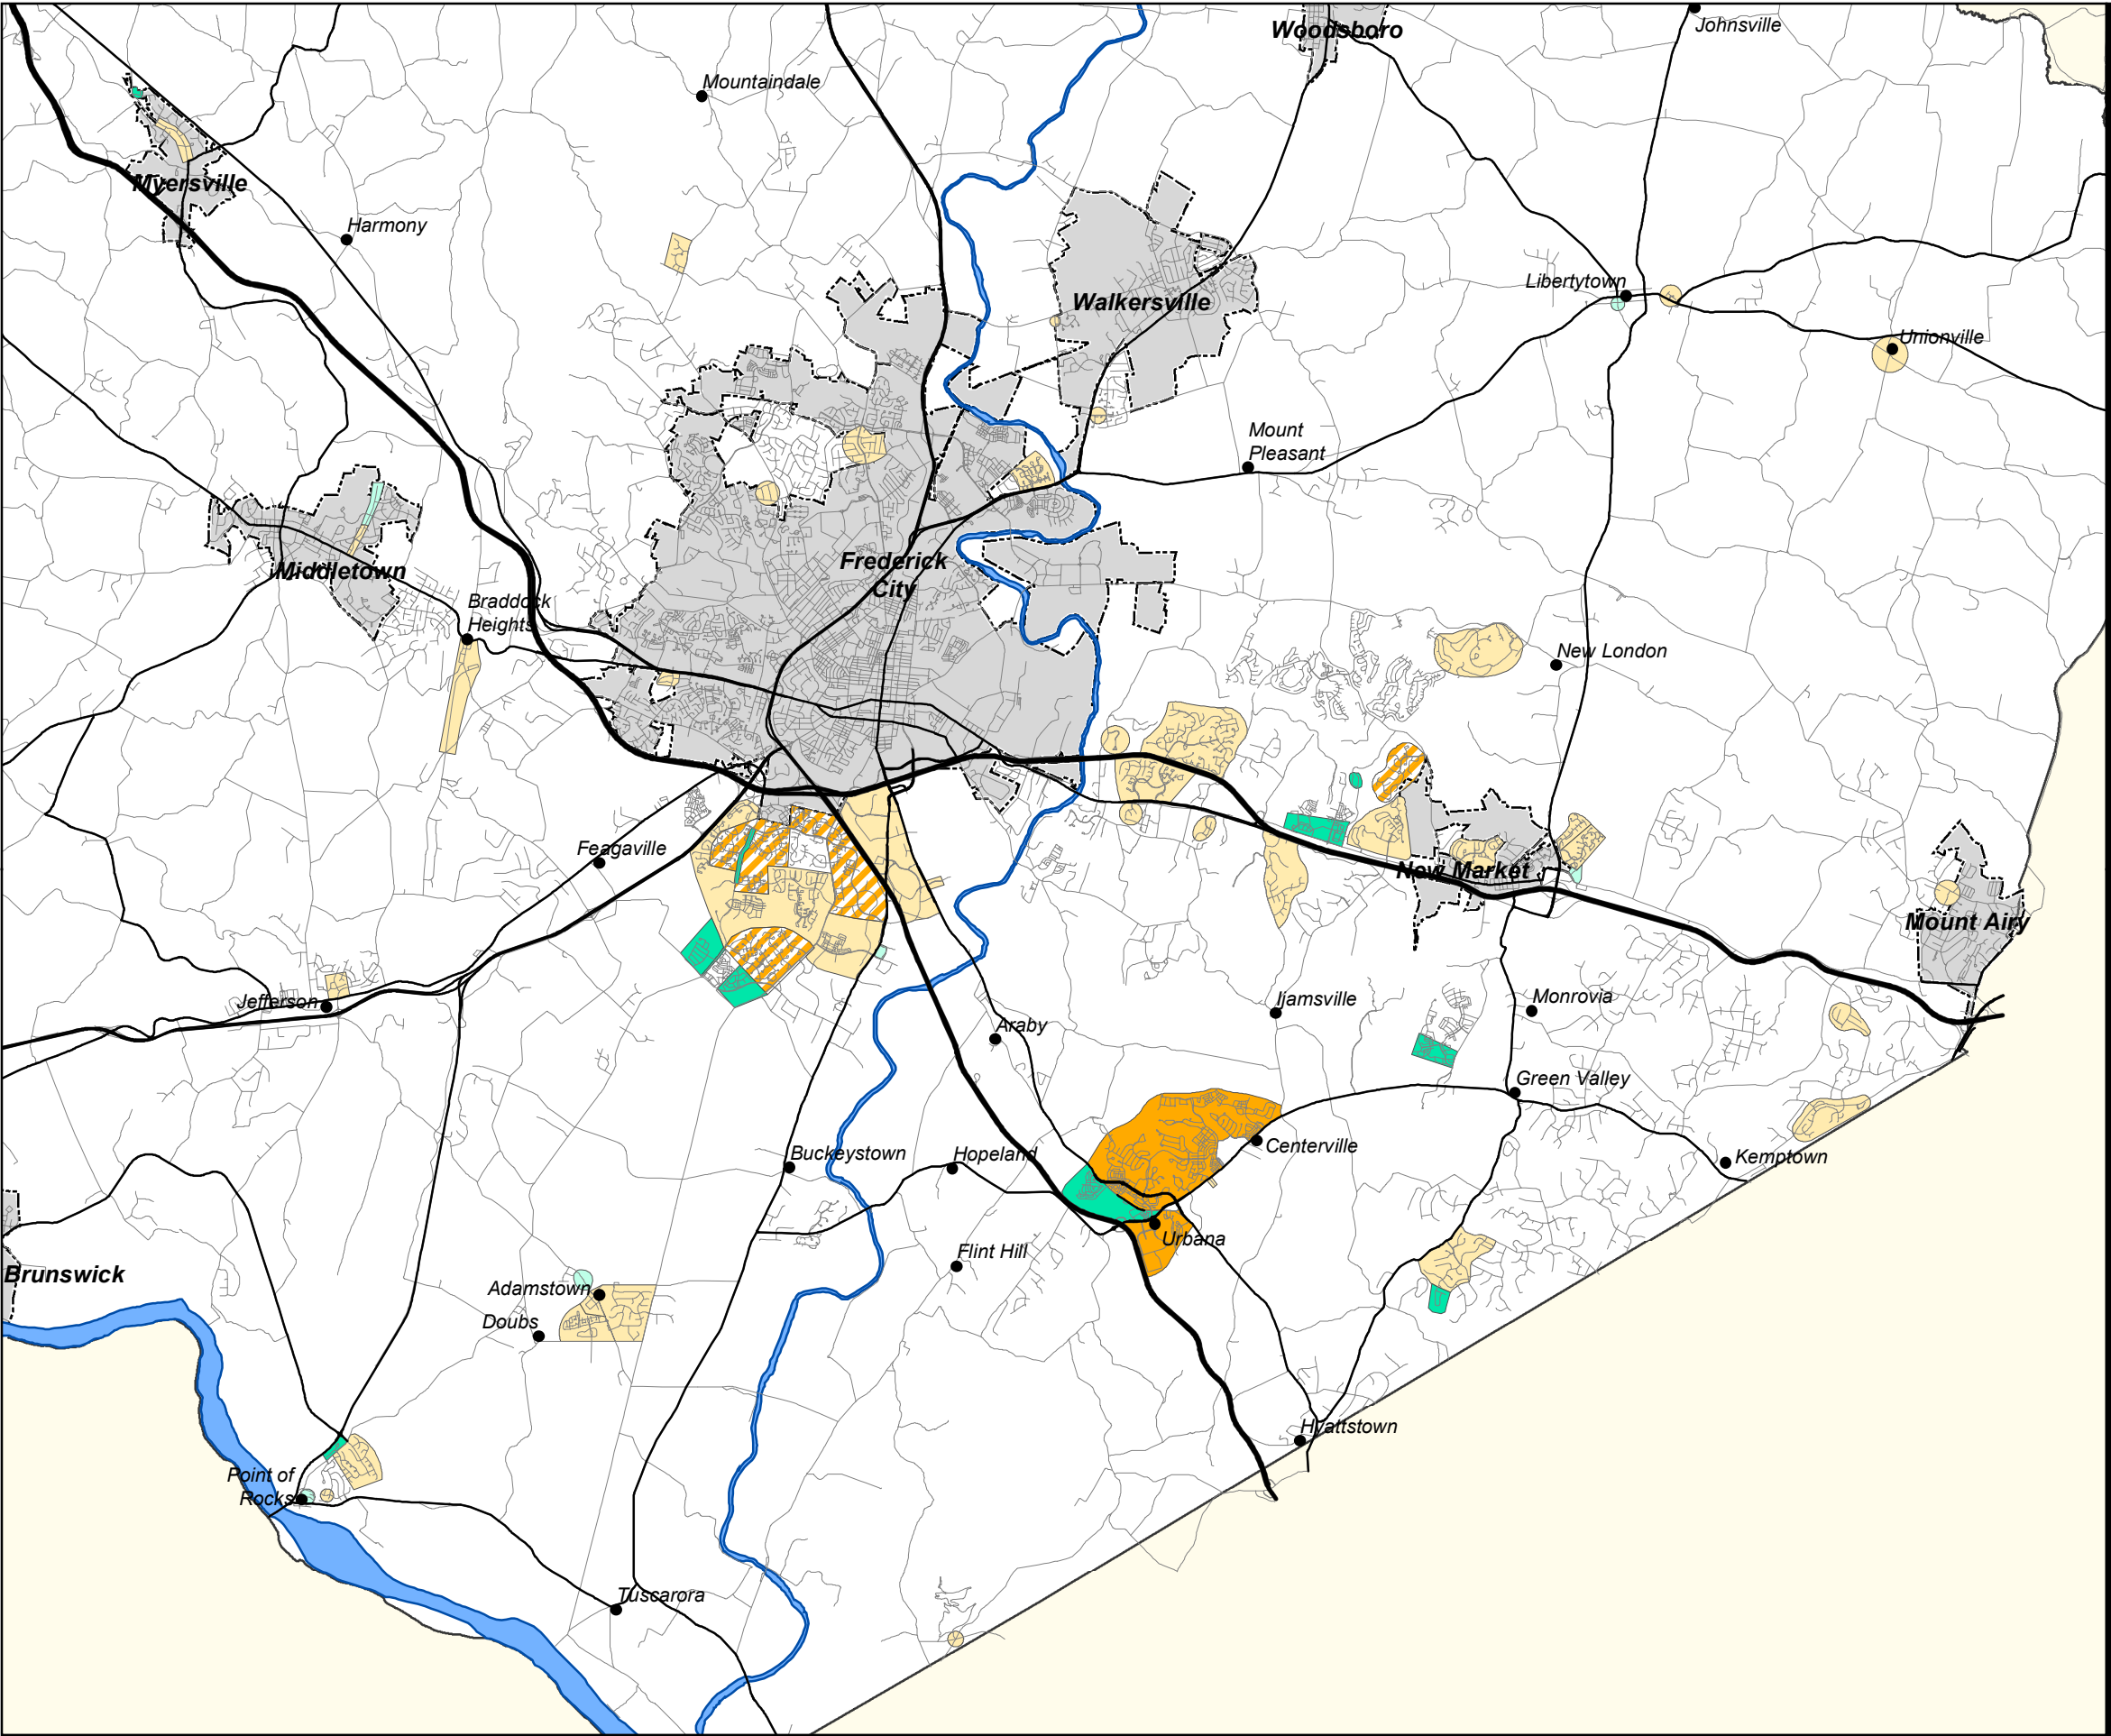 Woodsboro
Johnsville
Mountaindale
Myersville
Harmony
Libertytown
Walkersville
Unionville
Mount
Pleasant
Frederick
City
Middletown
Braddock
Heights
New London
Feagaville
New Market
Mount Airy
Jefferson
Ijamsville
Monrovia
Araby
Green Valley
Buckeystown
Hopeland
Centerville
Kemptown
Urbana
Flint Hill
Brunswick
Adamstown
Doubs
Hyattstown
Point of
Rocks
Tuscarora